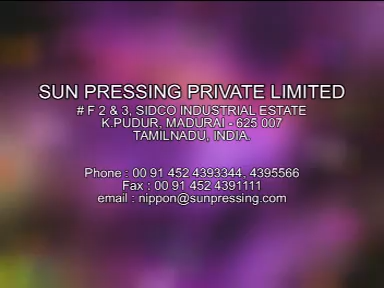 SUN PRESSING PRIVATE LIMITED
# F 2 & 3, SIDCO INDUSTRIAL ESTATE
K.PUDUR, MADURAI - 625 007
TAMILNADU, INDIA.
Phone : 00 91 452 4393344, 4395566
Fax : 00 91 452 4391111
email : nippon@sunpressing.com